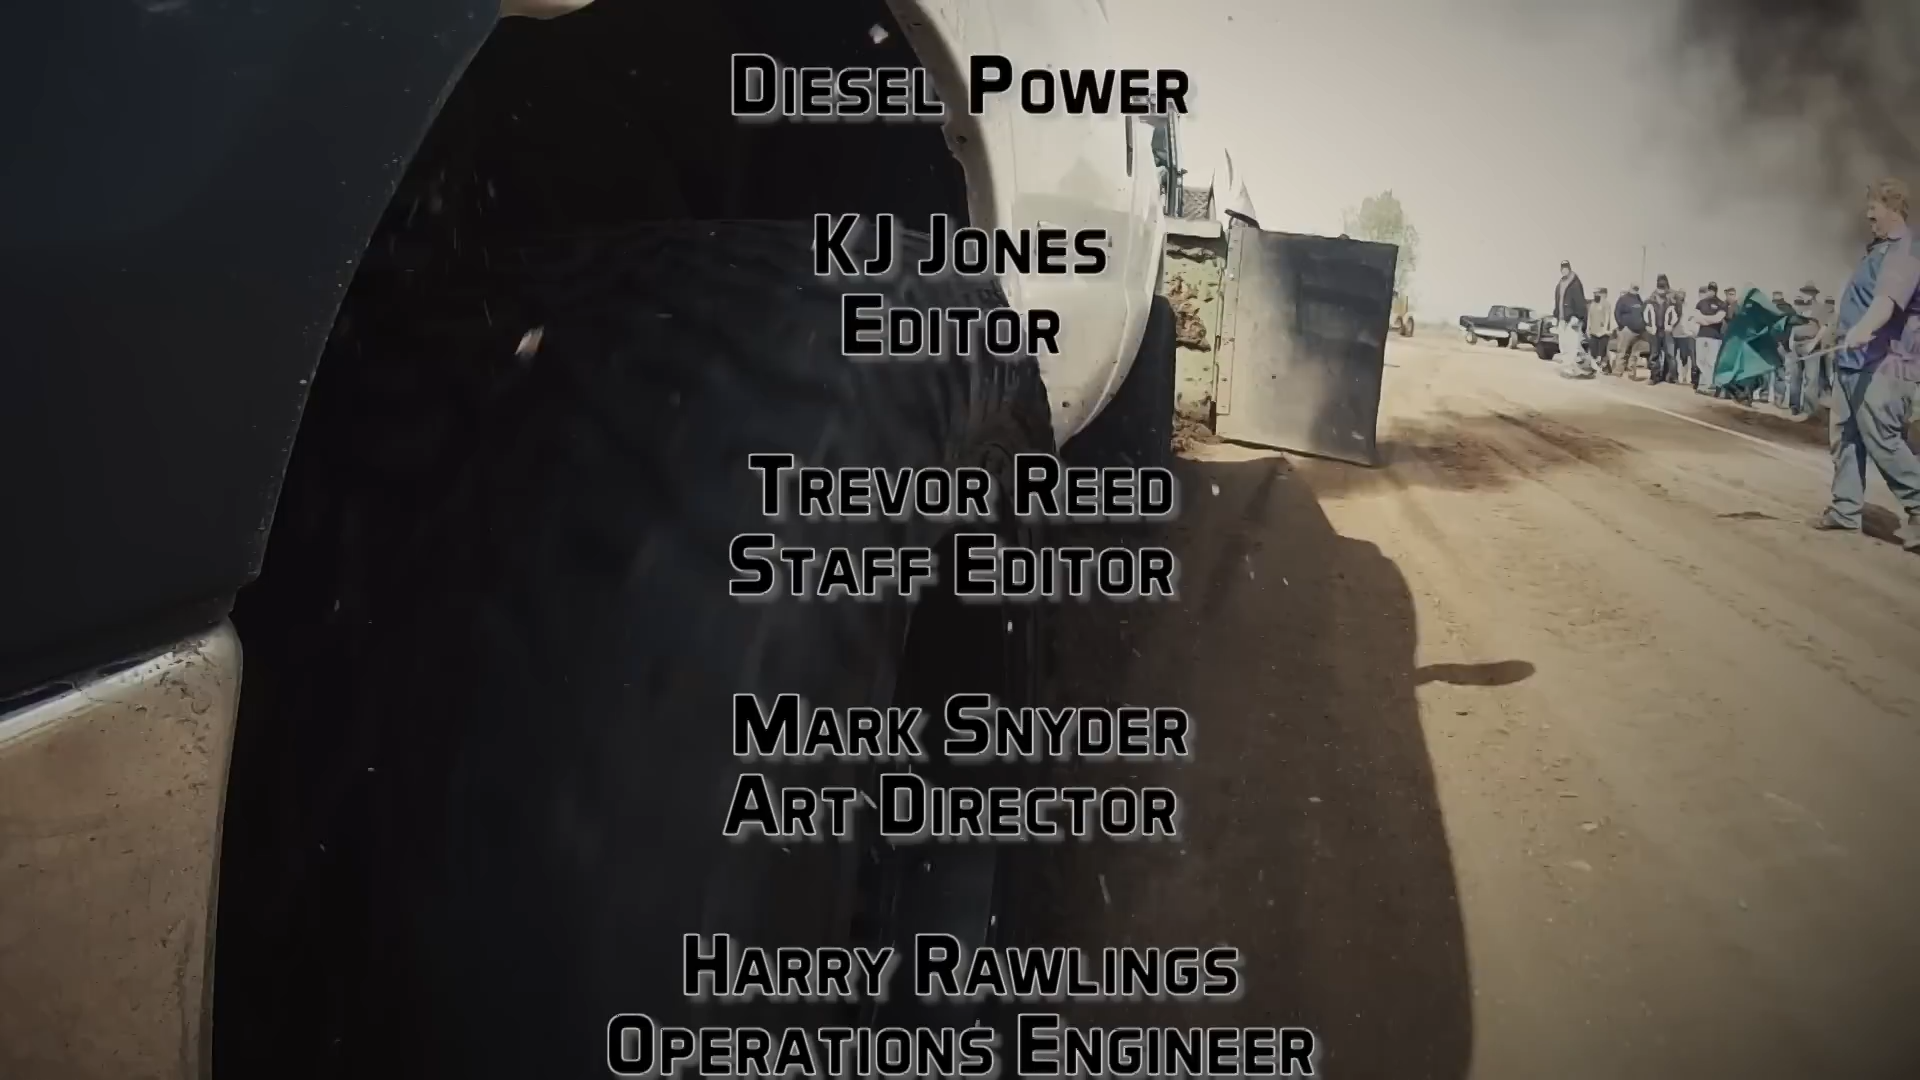 Diesel Power
KJ Jones
Editor
Trevor Reed
Staff Editor
Mark Snyder
Art Director
Harry Rawlings
Operations Engineer